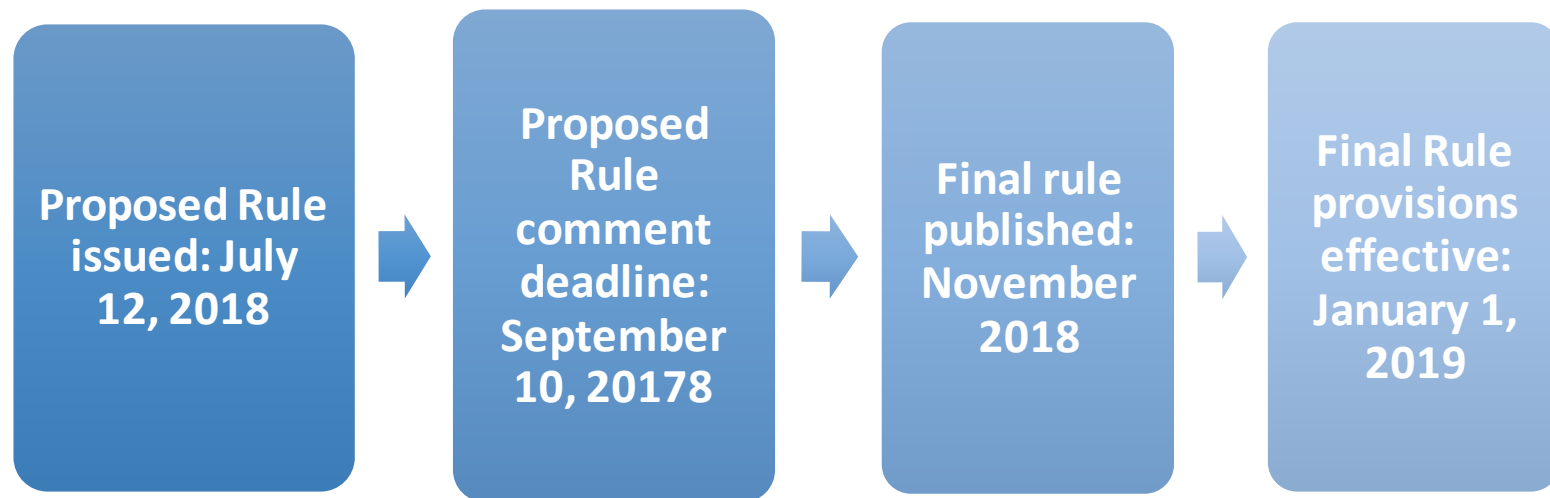 Proposed Rule
issued: July
12, 2018
Proposed
Rule
comment
deadline:
September
10, 20178
Final rule
published:
November
2018
Final Rule
provisions
effective:
January 1,
2019